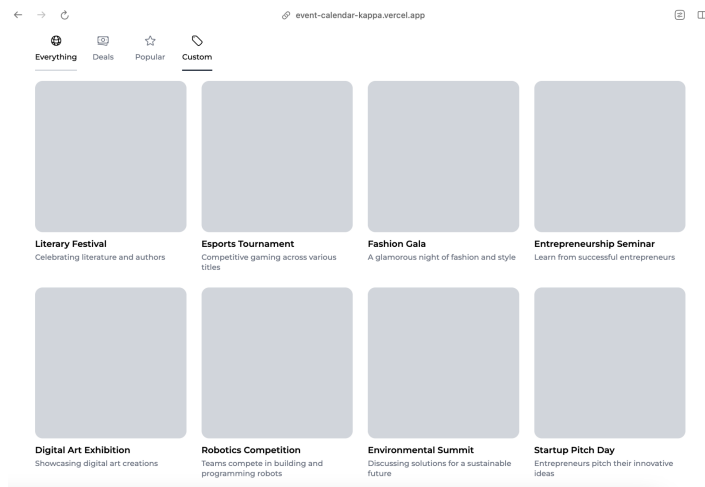 event-calendar-kappa.vercel.app
Everything
Deals
Popular
Custom
Literary Festival
Celebrating literature and authors
Esports Tournament
Competitive gaming across various
titles
Fashion Gala
A glamorous night of fashion and style
Entrepreneurship Seminar
Learn from successful entrepreneurs
Digital Art Exhibition
Showcasing digital art creations
Robotics Competition
Teams compete in building and
programming robots
Environmental Summit
Discussing solutions for a sustainable
future
Startup Pitch Day
Entrepreneurs pitch their innovative
ideas